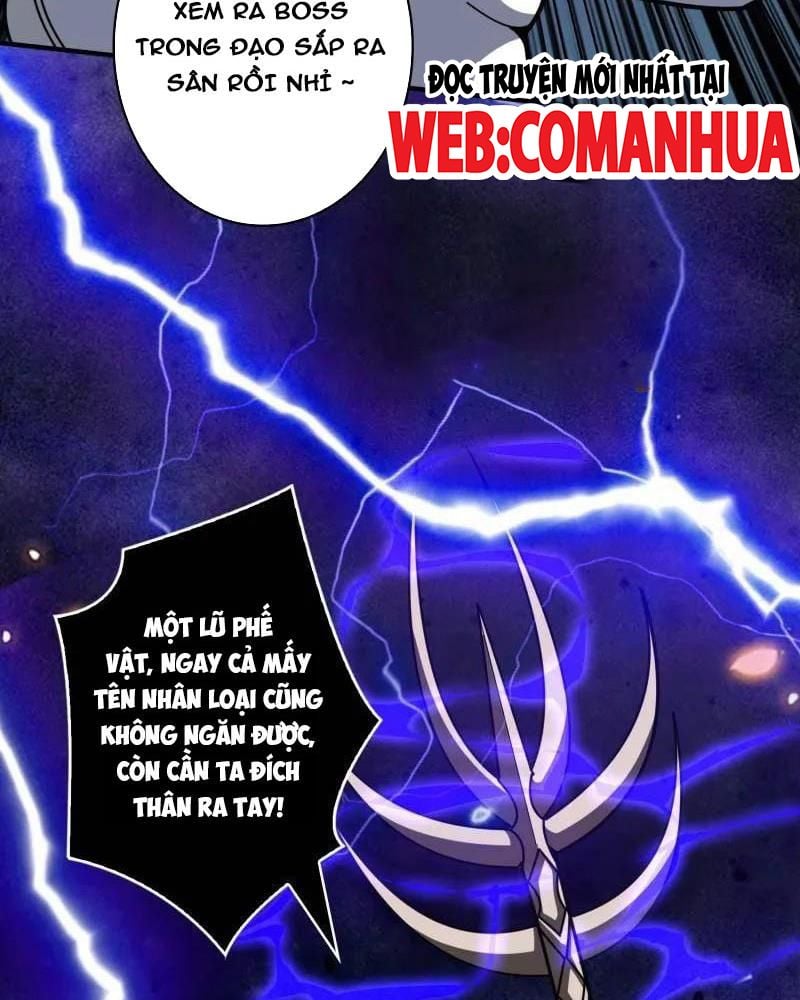 XEM RA BOSS
TRONG ĐẠO SẮP RA
SÂN RỒI NHỈ ~
ĐỌC TRUYỆN MỚI NHẤT TẠI
WEB:COMANHUA
MỘT LŨ PHẾ
VẬT, NGAY CẢ MẤY
TÊN NHÂN LOẠI CŨNG
KHÔNG NGĂN ĐƯỢC,
CÒN CẦN TA ĐÍCH
THÂN RA TAY!